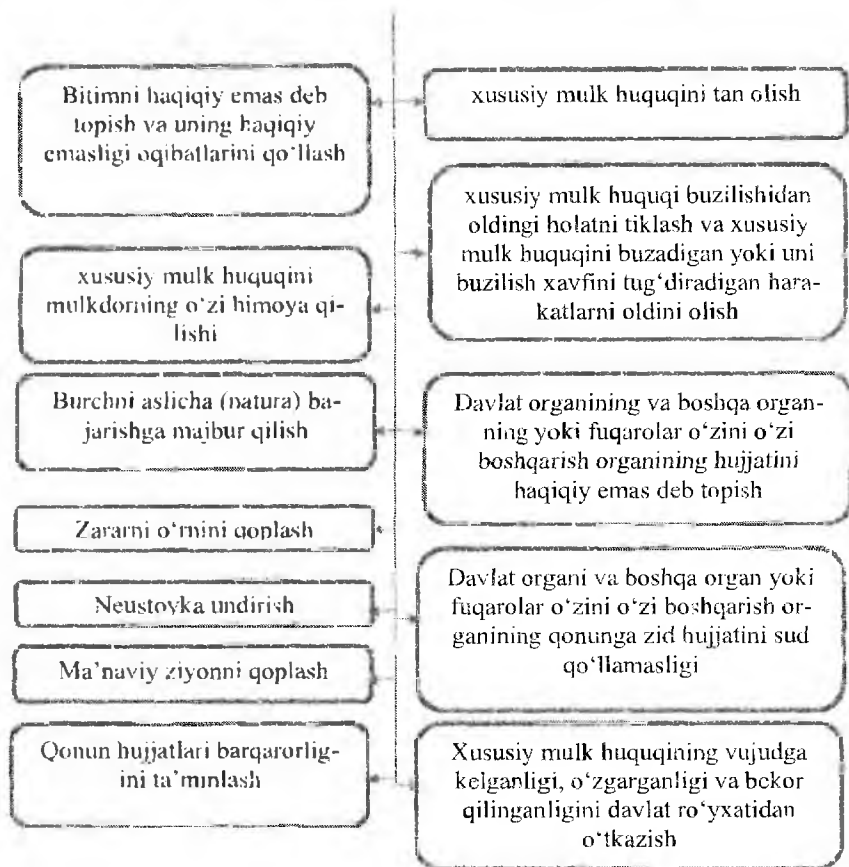 Bitimni haqiqiy emas deb
topish va uning haqiqiy
emasligi oqibatlarini qo‘llash
xususiy mulk huquqini
mulkdorning o‘zi himoya qi-
lishi
Burchni aslicha (natura) ba-
jarishga majbur qilish
Zararni o‘rnini qoplash
Neustoyka undirish
Ma’naviy ziyonni qoplash
Qonun hujjatlari barqarorlig-
ini ta’minlash
xususiy mulk huquqini tan olish
xususiy mulk huquqi buzilishidan
oldingi holatni tiklash va xususiy
mulk huquqini buzadigan yoki uni
buzilish xavfini tug‘diradigan hara-
katlarni oldini olish
Davlat organining va boshqa organ-
ning yoki fuqarolar o‘zini o‘zi
boshqarish organining hujjatini
haqiqiy emas deb topish
Davlat organi va boshqa organ yoki
fuqarolar o‘zini o‘zi boshqarish or-
ganining qonunga zid hujjatini sud
qo‘llamasligi
Xususiy mulk huquqining vujudga
kelganligi, o‘zgarganligi va bekor
qilinganligini davlat ro‘yxatidan
o‘tkazish